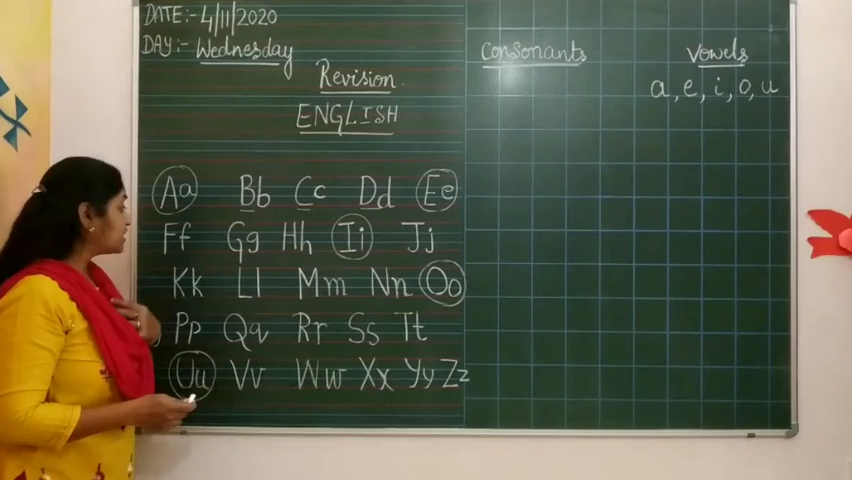 DATE:- 4/11/2020
DAY:- Wednesday
Revision
ENGLISH
Aa Bb Cc Dd Ee
Ff Gg Hh Ii Jj
Kk Ll Mm Nn Oo
Pp Qq Rr Ss Tt
Uu Vv Ww Xx Yy Zz
Consonants
Vowels
a, e, i, o, u